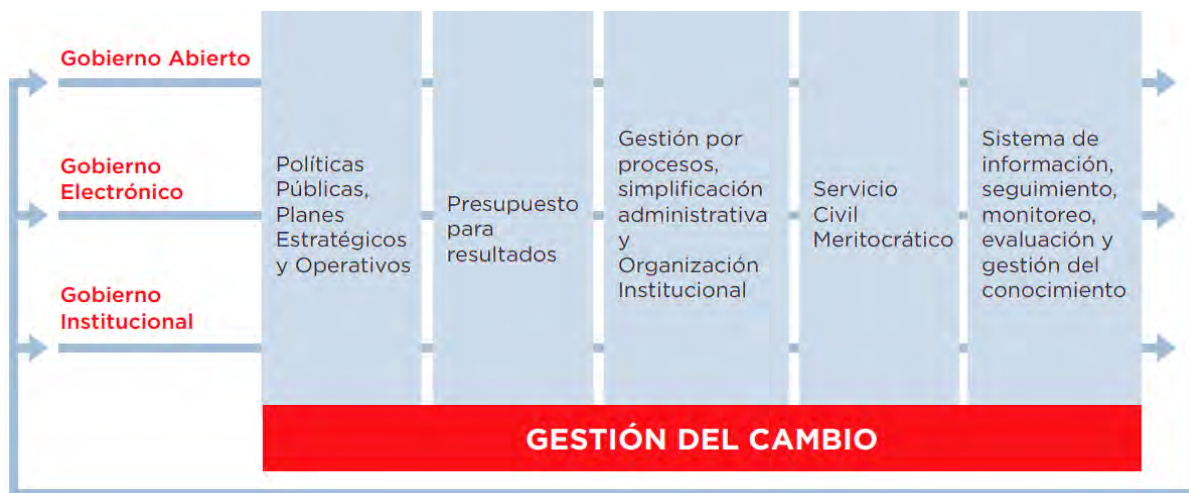 Gobierno Abierto
Gobierno
Electrónico
Gobierno
Institucional
Políticas
Públicas,
Planes
Estratégicos
y Operativos
Presupuesto
para
resultados
Gestión por
procesos,
simplificación
administrativa
y
Organización
Institucional
Servicio
Civil
Meritocrático
Sistema de
información,
seguimiento,
monitoreo,
evaluación y
gestión del
conocimiento
GESTIÓN DEL CAMBIO